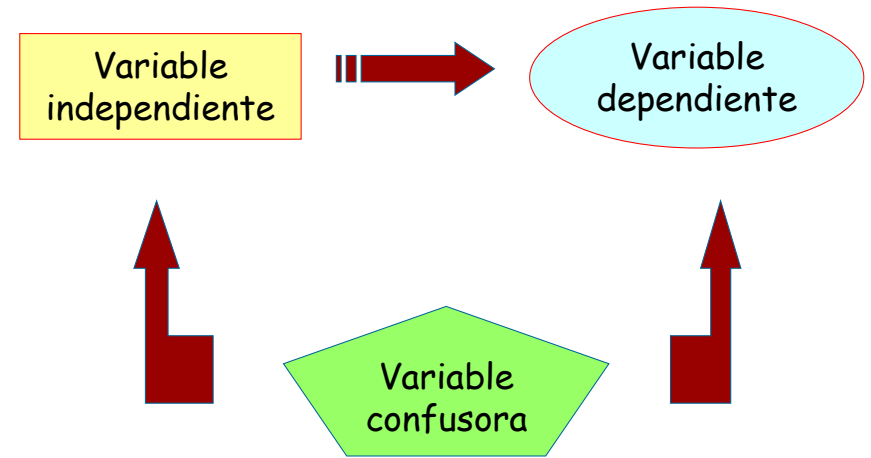 Variable
independiente
Variable
dependiente
Variable
confusora